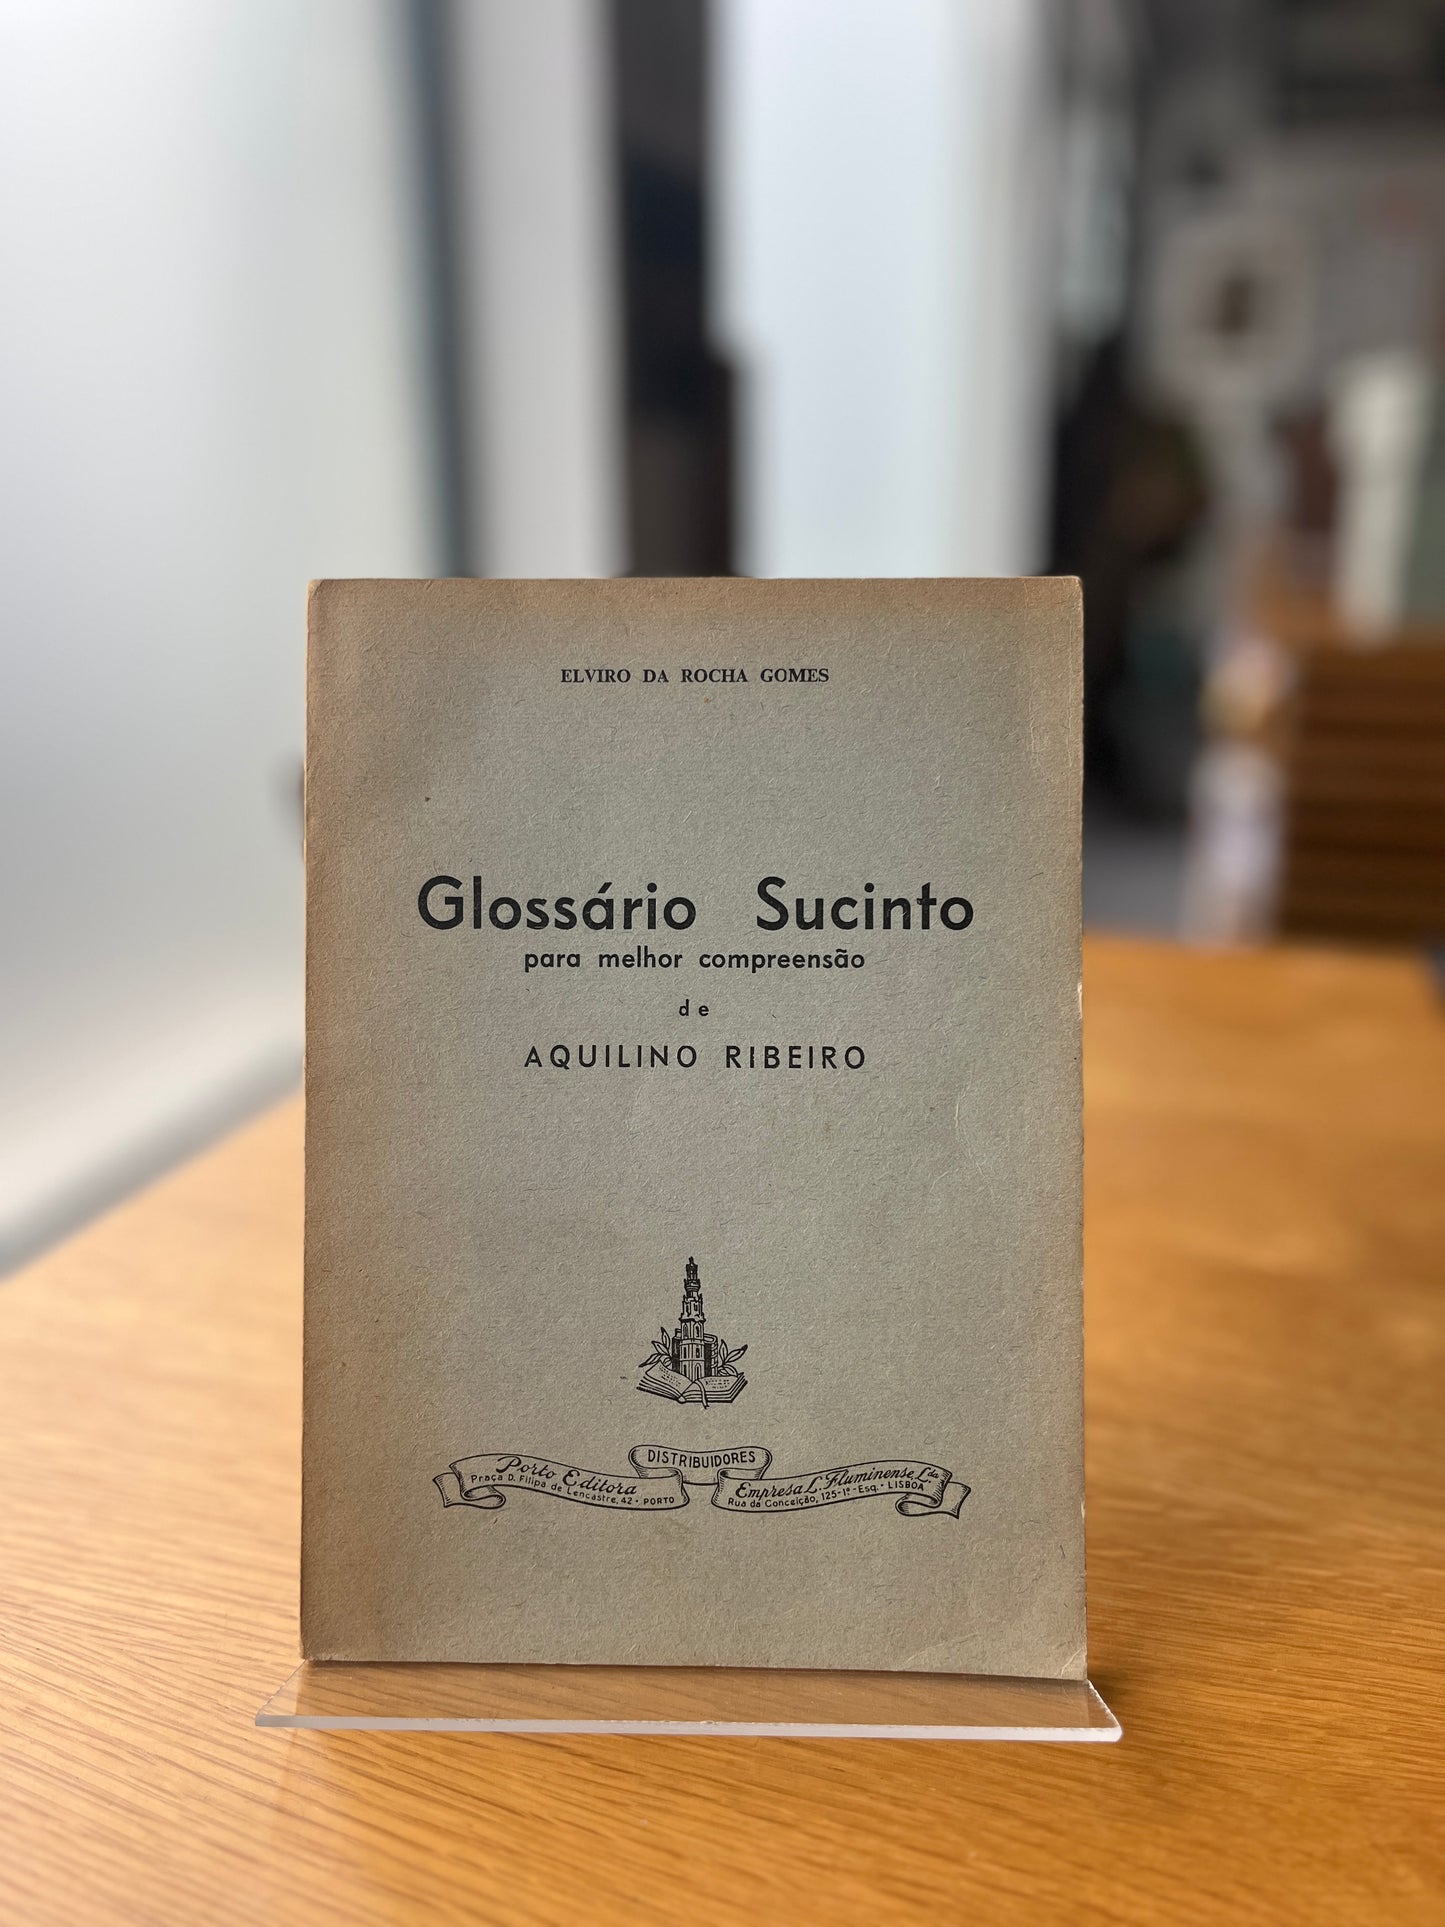 ELVIRO DA ROCHA GOMES
Glossário Sucinto
para melhor compreensão
de
AQUILINO RIBEIRO
DISTRIBUIDORES
Porto Editora
Praça D. Filipa de Lencastre, 42 - PORTO
Empresa L. Fluminense, L.da
Rua da Conceição, 125-1º-Esq. - LISBOA